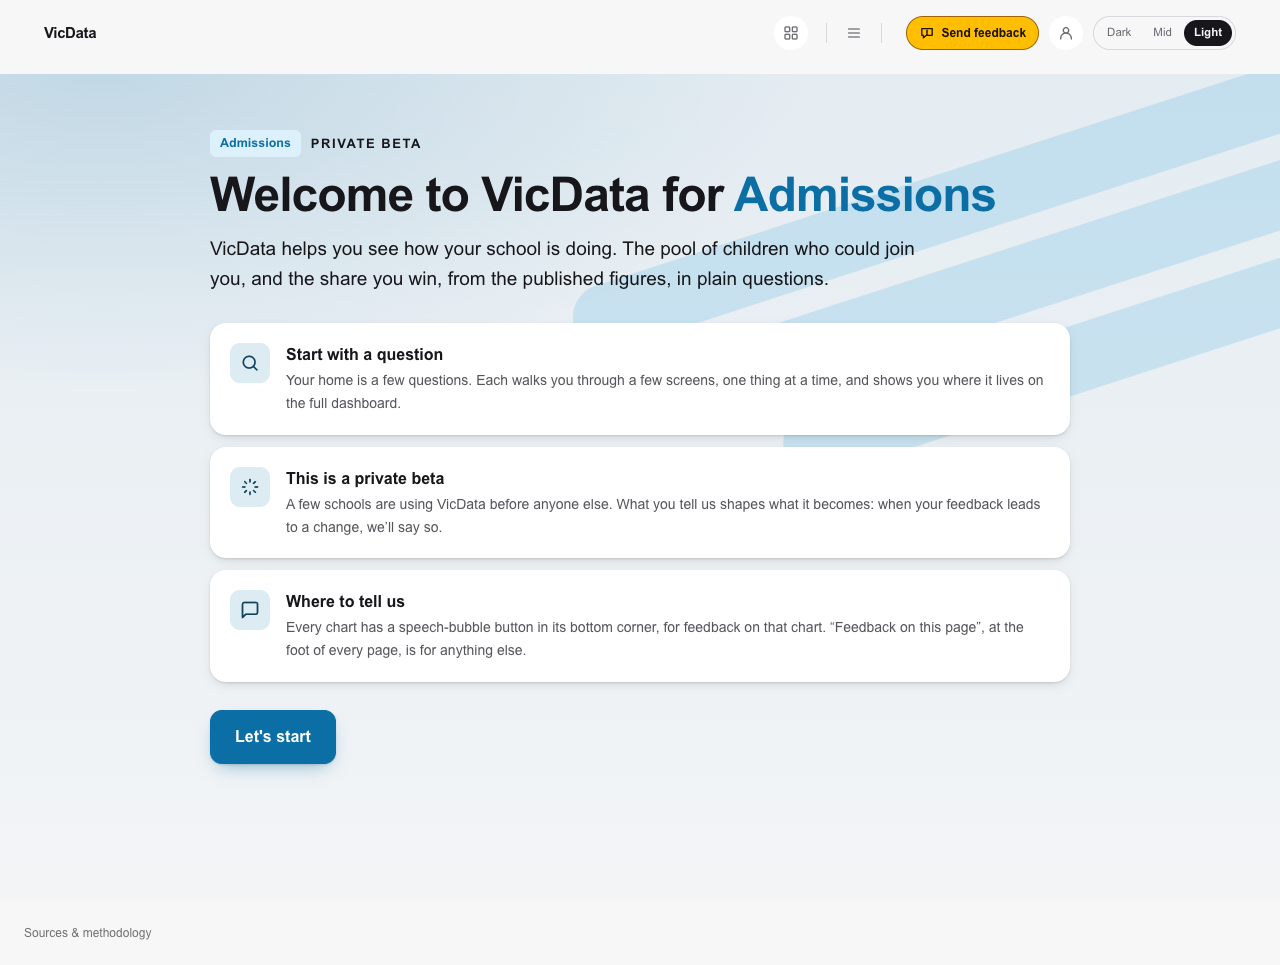 VicData
Send feedback
Dark
Mid
Light
Admissions
PRIVATE BETA
Welcome to VicData for Admissions
VicData helps you see how your school is doing. The pool of children who could join
you, and the share you win, from the published figures, in plain questions.
Start with a question
Your home is a few questions. Each walks you through a few screens, one thing at a time, and shows you where it lives on
the full dashboard.
This is a private beta
A few schools are using VicData before anyone else. What you tell us shapes what it becomes: when your feedback leads
to a change, we’ll say so.
Where to tell us
Every chart has a speech-bubble button in its bottom corner, for feedback on that chart. “Feedback on this page”, at the
foot of every page, is for anything else.
Let's start
Sources & methodology